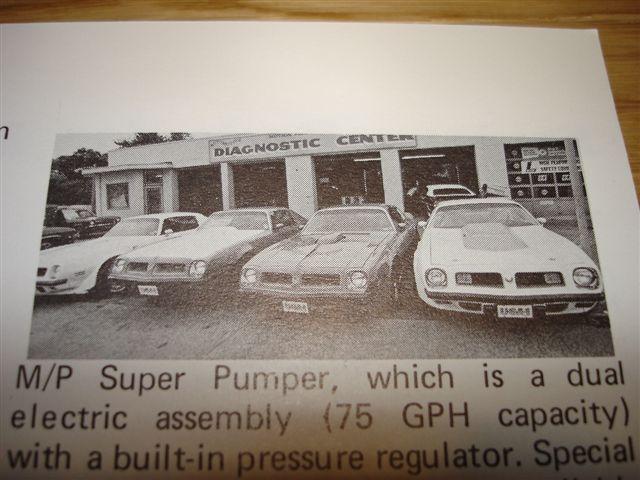 n
DIAGNOSTIC CENTER
M/P Super Pumper, which is a dual
electric assembly (75 GPH capacity)
with a built-in pressure regulator. Special